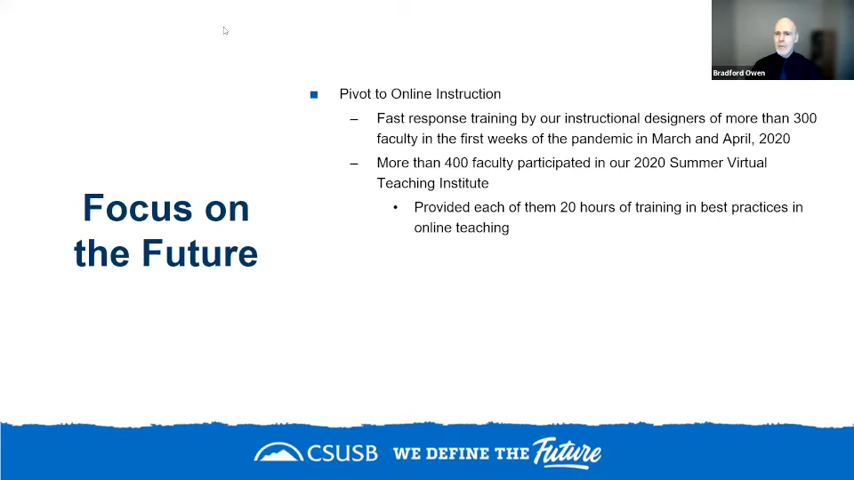 Bradford Owen
Pivot to Online Instruction
– Fast response training by our instructional designers of more than 300
faculty in the first weeks of the pandemic in March and April, 2020
– More than 400 faculty participated in our 2020 Summer Virtual
Teaching Institute
• Provided each of them 20 hours of training in best practices in
online teaching
Focus on
the Future
CSUSB WE DEFINE THE Future